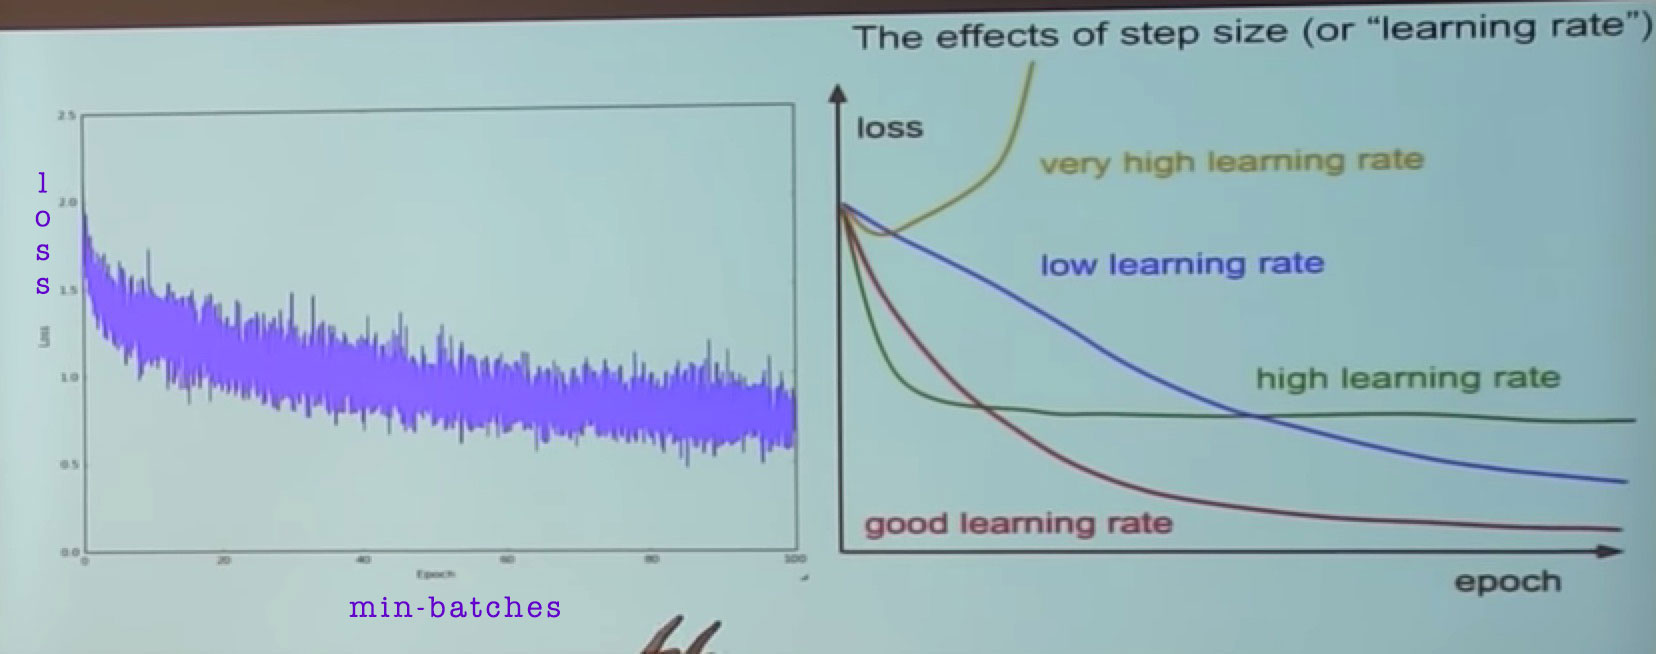 The effects of step size (or “learning rate”)
loss
2.5
2.0
1.5
1.0
0.5
0.0
Loss
0
20
40
60
80
100
Epoch
min-batches
loss
very high learning rate
low learning rate
high learning rate
good learning rate
epoch